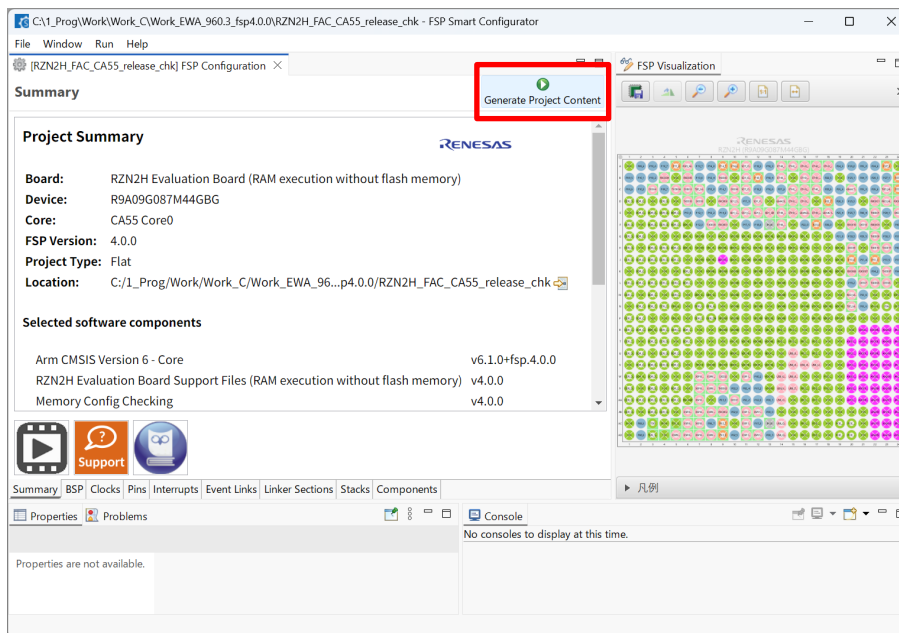 C:\1_Prog\Work\Work_C\Work_EWA_960.3_fsp4.0.0\RZN2H_FAC_CA55_release_chk - FSP Smart Configurator
File Window Run Help
[RZN2H_FAC_CA55_release_chk] FSP Configuration
FSP Visualization
Summary
Generate Project Content
Project Summary
RENESAS
Board: RZN2H Evaluation Board (RAM execution without flash memory)
Device: R9A09G087M44GBG
Core: CA55 Core0
FSP Version: 4.0.0
Project Type: Flat
Location: C:/1_Prog/Work/Work_C/Work_EWA_96...p4.0.0/RZN2H_FAC_CA55_release_chk
Selected software components
Arm CMSIS Version 6 - Core v6.1.0+fsp.4.0.0
RZN2H Evaluation Board Support Files (RAM execution without flash memory) v4.0.0
Memory Config Checking v4.0.0
Support
Summary BSP Clocks Pins Interrupts Event Links Linker Sections Stacks Components
RENESAS
凡例
Properties Problems
Console
No consoles to display at this time.
Properties are not available.